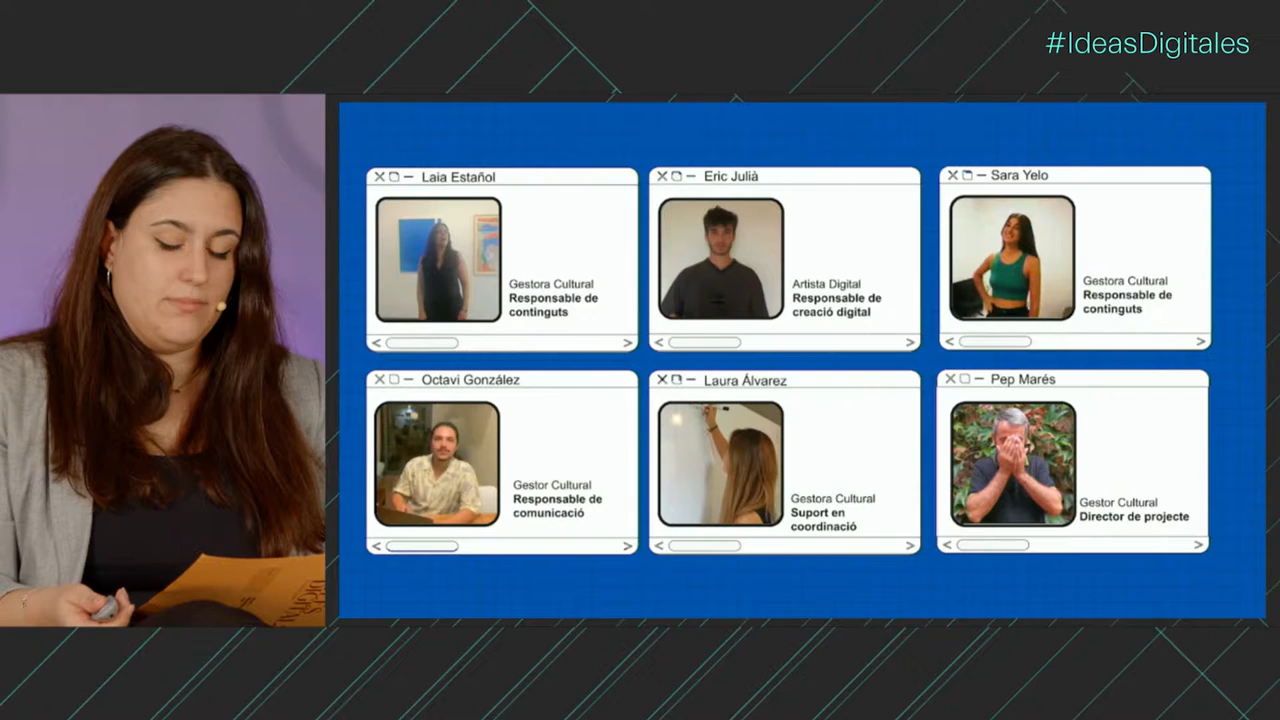 #IdeasDigitales
Laia Estañol
Gestora Cultural
Responsable de
continguts
Eric Julià
Artista Digital
Responsable de
creació digital
Sara Yelo
Gestora Cultural
Responsable de
continguts
Octavi González
Gestor Cultural
Responsable de
comunicació
Laura Álvarez
Gestora Cultural
Suport en
coordinació
Pep Marés
Gestor Cultural
Director de projecte